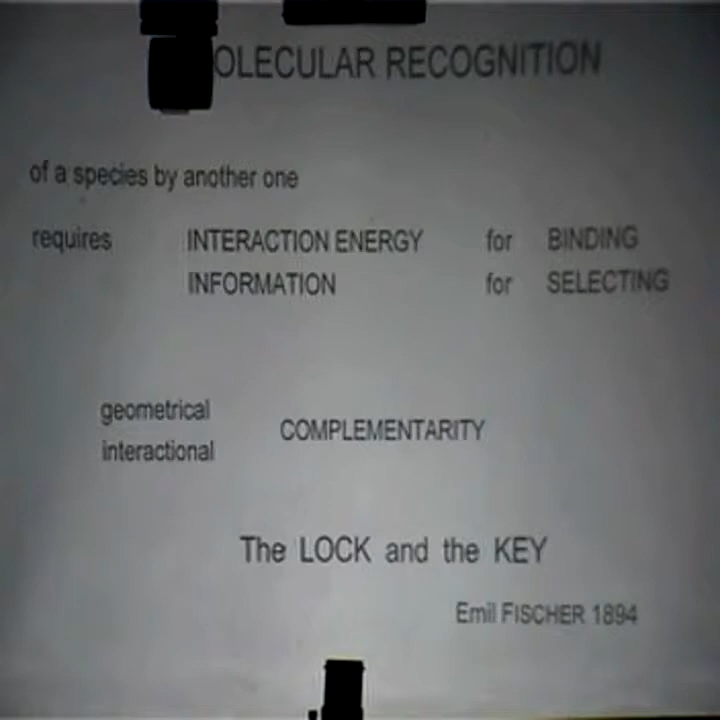 OLECULAR RECOGNITION
of a species by another one
requires INTERACTION ENERGY for BINDING
INFORMATION for SELECTING
geometrical
COMPLEMENTARITY
interactional
The LOCK and the KEY
Emil FISCHER 1894